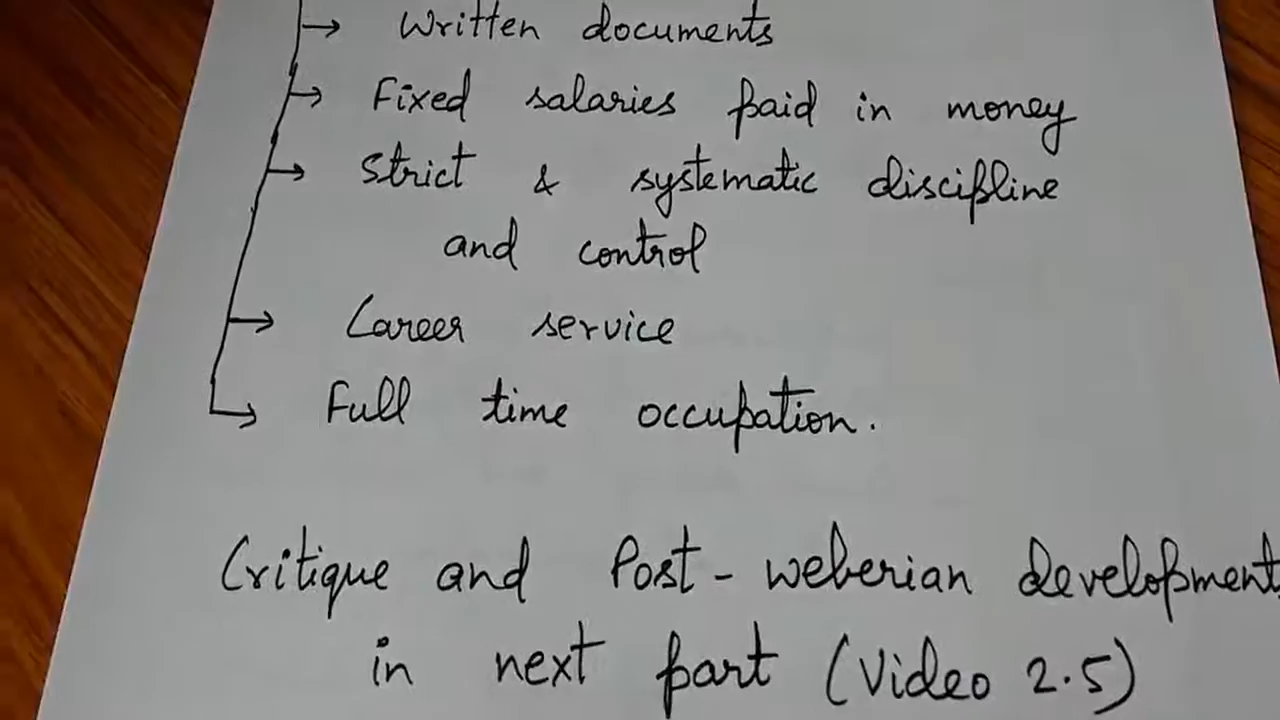 → Written documents
→ Fixed salaries paid in money
→ Strict & systematic discipline
and control
→ Career service
→ Full time occupation.
Critique and Post-weberian development
in next part (Video 2.5)